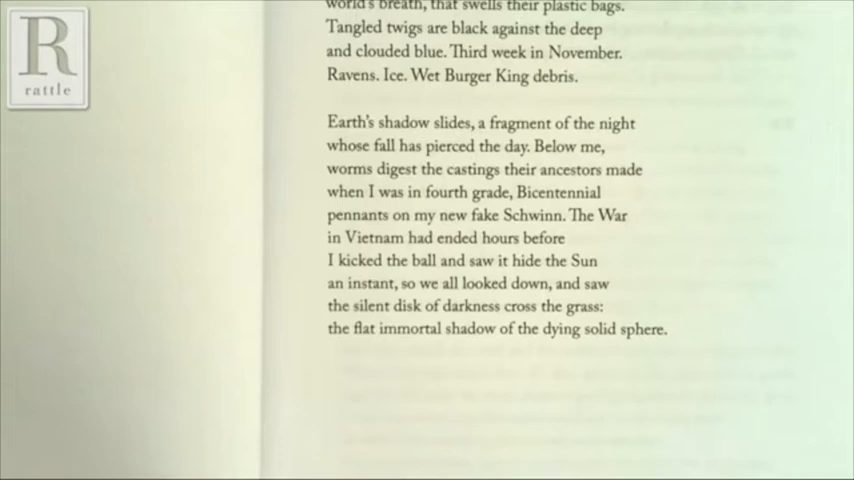 R
rattle
world's breath, that swells their plastic bags.
Tangled twigs are black against the deep
and clouded blue. Third week in November.
Ravens. Ice. Wet Burger King debris.
Earth's shadow slides, a fragment of the night
whose fall has pierced the day. Below me,
worms digest the castings their ancestors made
when I was in fourth grade, Bicentennial
pennants on my new fake Schwinn. The War
in Vietnam had ended hours before
I kicked the ball and saw it hide the Sun
an instant, so we all looked down, and saw
the silent disk of darkness cross the grass:
the flat immortal shadow of the dying solid sphere.